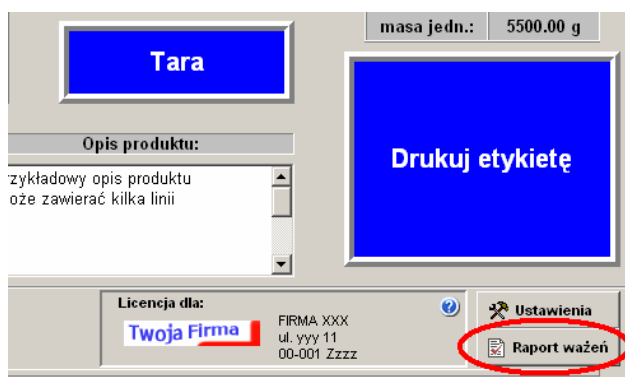 masa jedn.: 5500.00 g
Tara
Drukuj etykietę
Opis produktu:
zykładowy opis produktu
oże zawierać kilka linii
Licencja dla:
Twoja Firma
FIRMA XXX
ul. yyy 11
00-001 Zzzz
?
Ustawienia
Raport ważeń